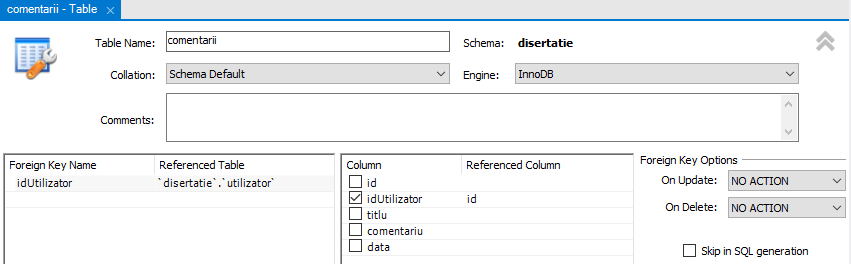 comentarii - Table ×
Table Name: comentarii Schema: disertatie
Collation: Schema Default Engine: InnoDB
Comments:
Foreign Key Name Referenced Table
idUtilizator `disertatie`.`utilizator`
Column Referenced Column
id
idUtilizator id
titlu
comentariu
data
Foreign Key Options
On Update: NO ACTION
On Delete: NO ACTION
Skip in SQL generation